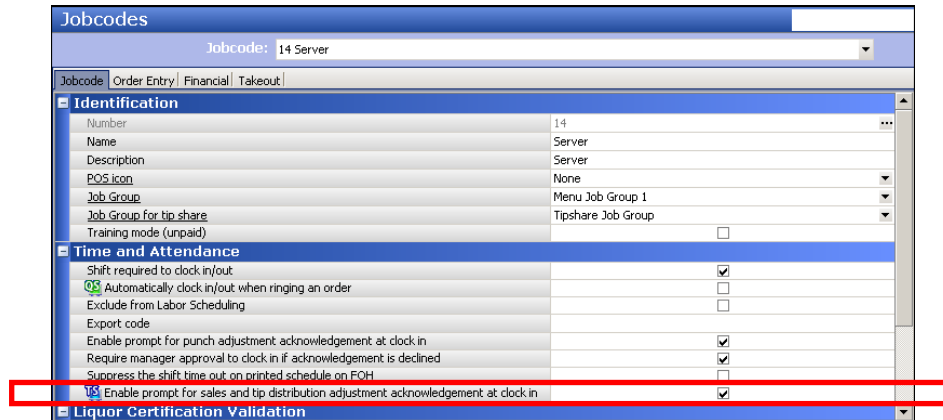 Jobcodes
Jobcode: 14 Server
Jobcode Order Entry Financial Takeout
Identification
Number 14 ...
Name Server
Description Server
POS icon None
Job Group Menu Job Group 1
Job Group for tip share Tipshare Job Group
Training mode (unpaid)
Time and Attendance
Shift required to clock in/out
QS Automatically clock in/out when ringing an order
Exclude from Labor Scheduling
Export code
Enable prompt for punch adjustment acknowledgement at clock in
Require manager approval to clock in if acknowledgement is declined
Suppress the shift time out on printed schedule on FOH
TS Enable prompt for sales and tip distribution adjustment acknowledgement at clock in
Liquor Certification Validation